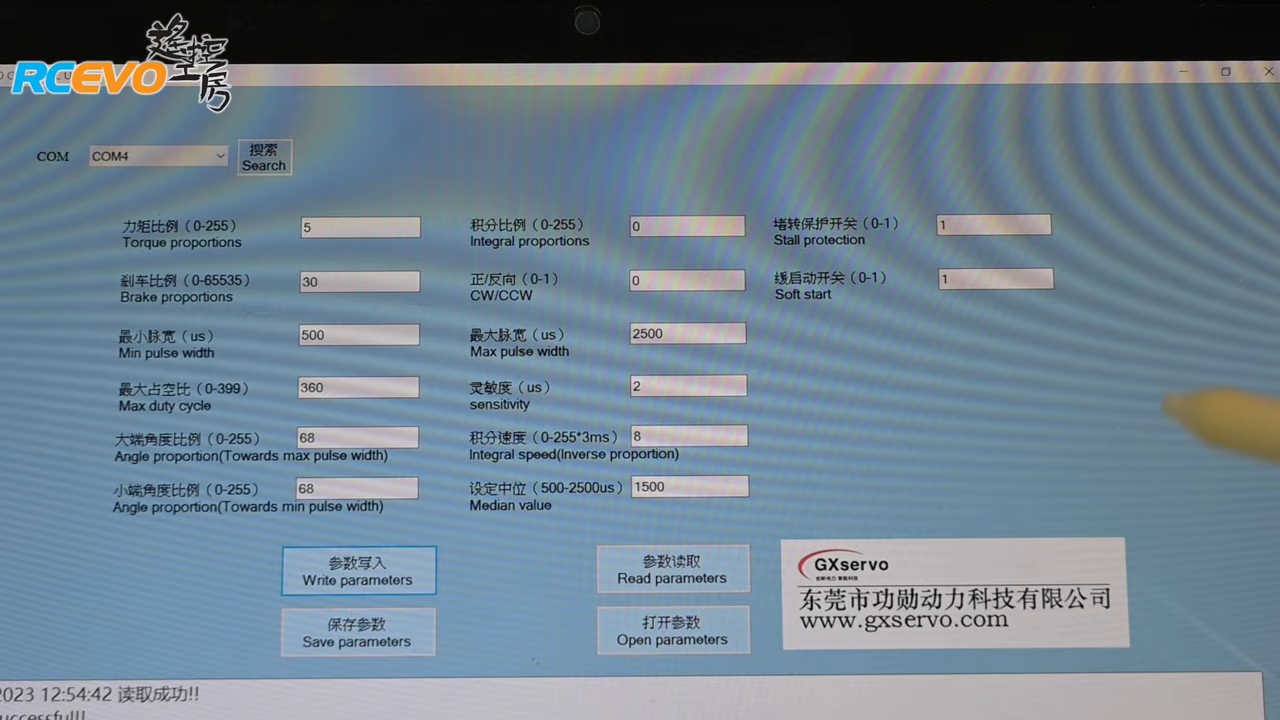 RCEVO 遙控工房
COM
COM4
搜索
Search
力矩比例（0-255）
Torque proportions
5
积分比例（0-255）
Integral proportions
0
堵转保护开关（0-1）
Stall protection
1
刹车比例（0-65535）
Brake proportions
30
正/反向（0-1）
CW/CCW
0
缓启动开关（0-1）
Soft start
1
最小脉宽（us）
Min pulse width
500
最大脉宽（us）
Max pulse width
2500
最大占空比（0-399）
Max duty cycle
360
灵敏度（us）
sensitivity
2
大端角度比例（0-255）
Angle proportion(Towards max pulse width)
68
积分速度（0-255*3ms）
Integral speed(Inverse proportion)
8
小端角度比例（0-255）
Angle proportion(Towards min pulse width)
68
设定中位（500-2500us）
Median value
1500
参数写入
Write parameters
参数读取
Read parameters
保存参数
Save parameters
打开参数
Open parameters
GXservo
东莞市功勋动力科技有限公司
www.gxservo.com
2023 12:54:42 读取成功!!
uccessful!!